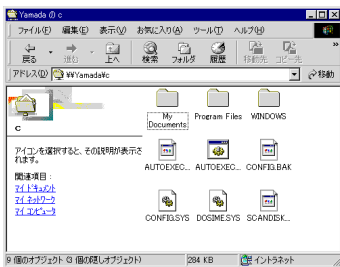 Yamada の c
ファイル(F) 編集(E) 表示(V) お気に入り(A) ツール(T) ヘルプ(H)
戻る 進む 上へ 検索 フォルダ 履歴 移動先 コピー先 »
アドレス(D) ¥¥Yamada¥c 移動
c
アイコンを選択すると、その説明が表示さ
れます。
関連項目:
マイ ドキュメント
マイ ネットワーク
マイ コンピュータ
My Documents Program Files WINDOWS
AUTOEXEC... AUTOEXEC... CONFIG.BAK
CONFIG.SYS DOSIME.SYS SCANDISK...
9 個のオブジェクト (3 個の隠しオブジェクト) 284 KB イントラネット